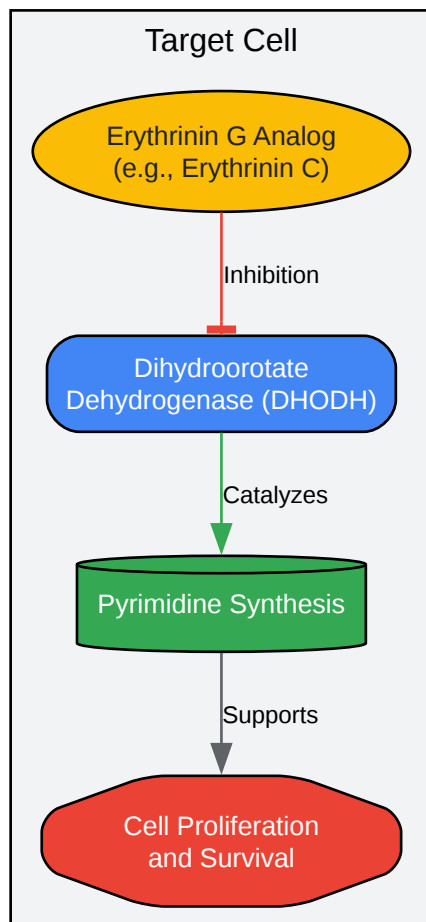 Target Cell
Erythrinin G Analog
(e.g., Erythrinin C)
Inhibition
Dihydroorotate
Dehydrogenase (DHODH)
Catalyzes
Pyrimidine Synthesis
Supports
Cell Proliferation
and Survival